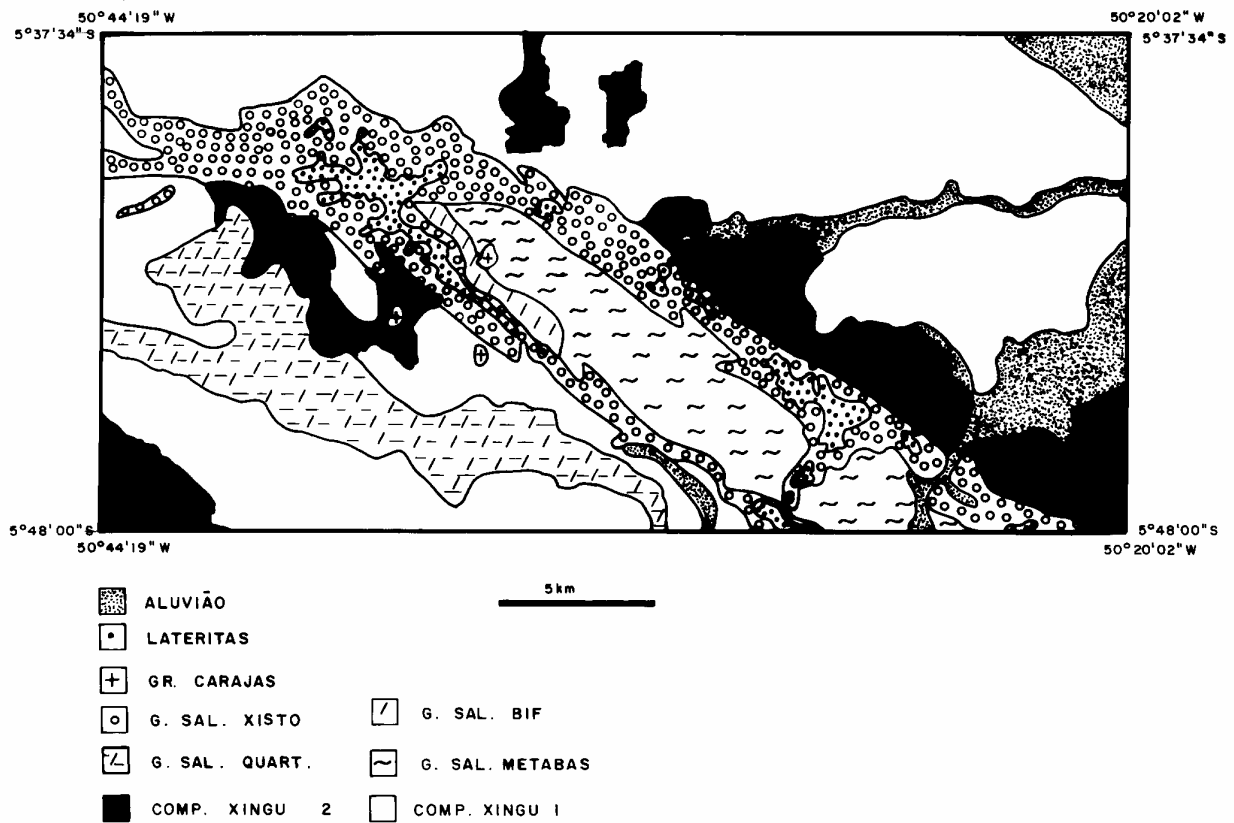 50°44'19" W 50°20'02" W
5°37'34" S 5°37'34" S
5°48'00" S 5°48'00" S
50°44'19" W 50°20'02" W
5km
ALUVIÃO
LATERITAS
GR. CARAJAS
G. SAL. XISTO G. SAL. BIF
G. SAL. QUART. G. SAL. METABAS
COMP. XINGU 2 COMP. XINGU 1